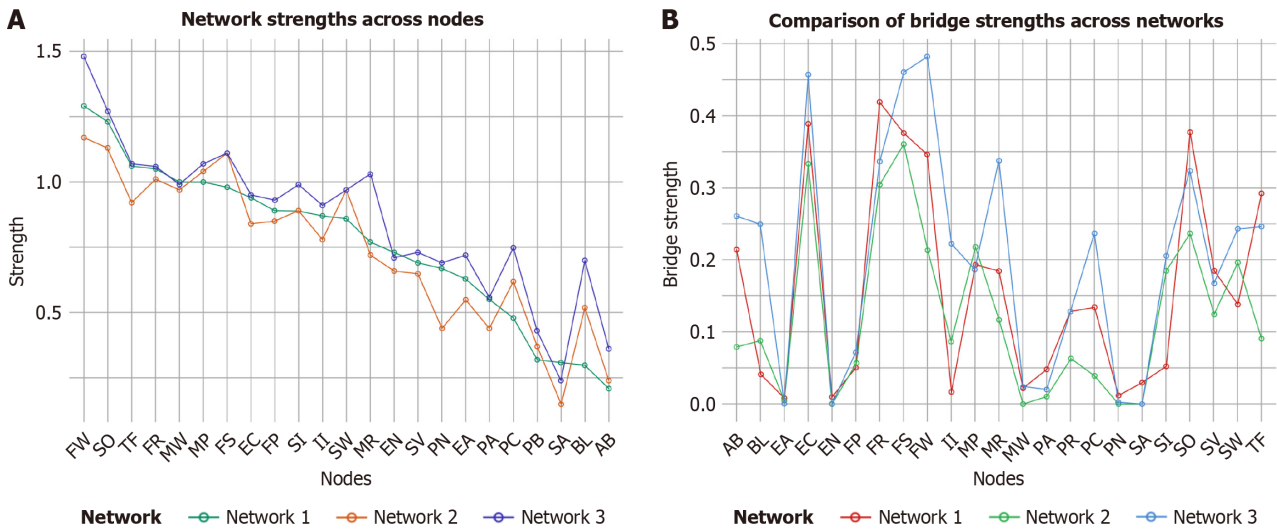 A
Network strengths across nodes
Strength
1.5
1.0
0.5
FW SO TF FR MW MP FS EC FP SI II SW MR EN SV PN EA PA PC PB SA BL AB
Nodes
Network Network 1 Network 2 Network 3
B
Comparison of bridge strengths across networks
Bridge strength
0.5
0.4
0.3
0.2
0.1
0.0
AB BL EA EC EN FP FR FS FW II MP MR MW PA PR PC PN SA SI SO SV SW TF
Nodes
Network Network 1 Network 2 Network 3